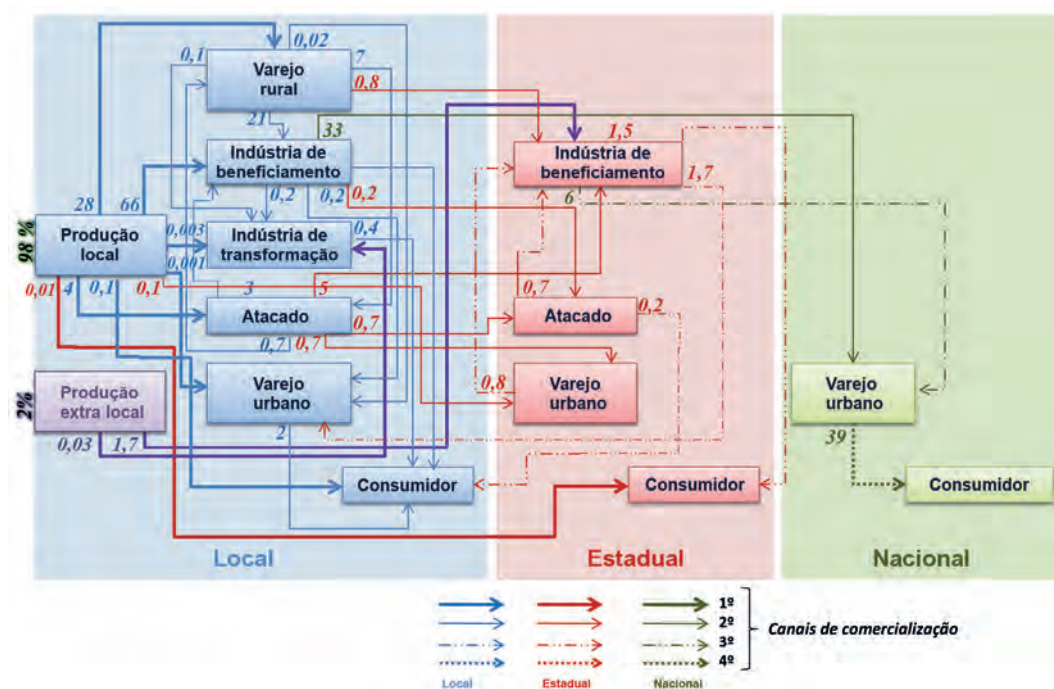 0,02
0,1
7
Varejo
rural
0,8
21
33
1,5
Indústria de
beneficiamento
Indústria de
beneficiamento
1,7
28
66
0,2
0,2
0,2
6
98 %
Produção
local
0,003
Indústria de
transformação
0,4
0,001
0,01
4
0,1
0,1
3
5
0,7
Atacado
0,7
Atacado
0,2
0,7
0,7
2%
Produção
extra local
Varejo
urbano
0,8
Varejo
urbano
Varejo
urbano
0,03
1,7
2
39
Consumidor
Consumidor
Consumidor
Local
Estadual
Nacional
1º
2º
3º
4º
Canais de comercialização
Local
Estadual
Nacional